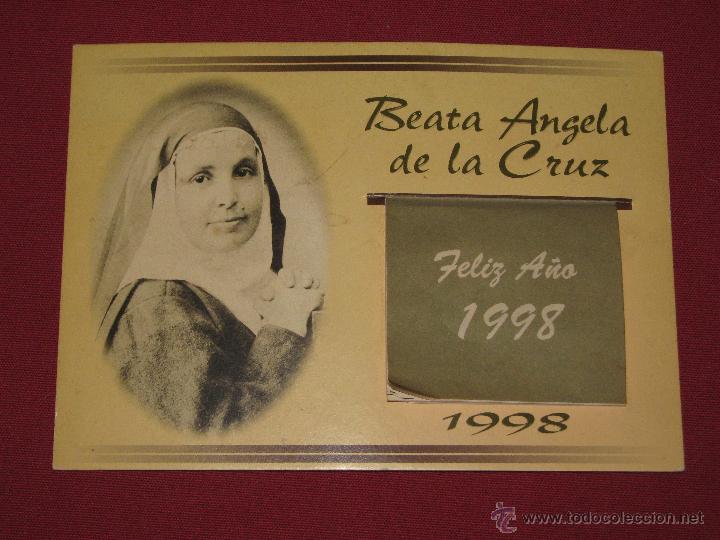 Beata Angela
de la Cruz
Feliz Año
1998
1998
© www.todocoleccion.net